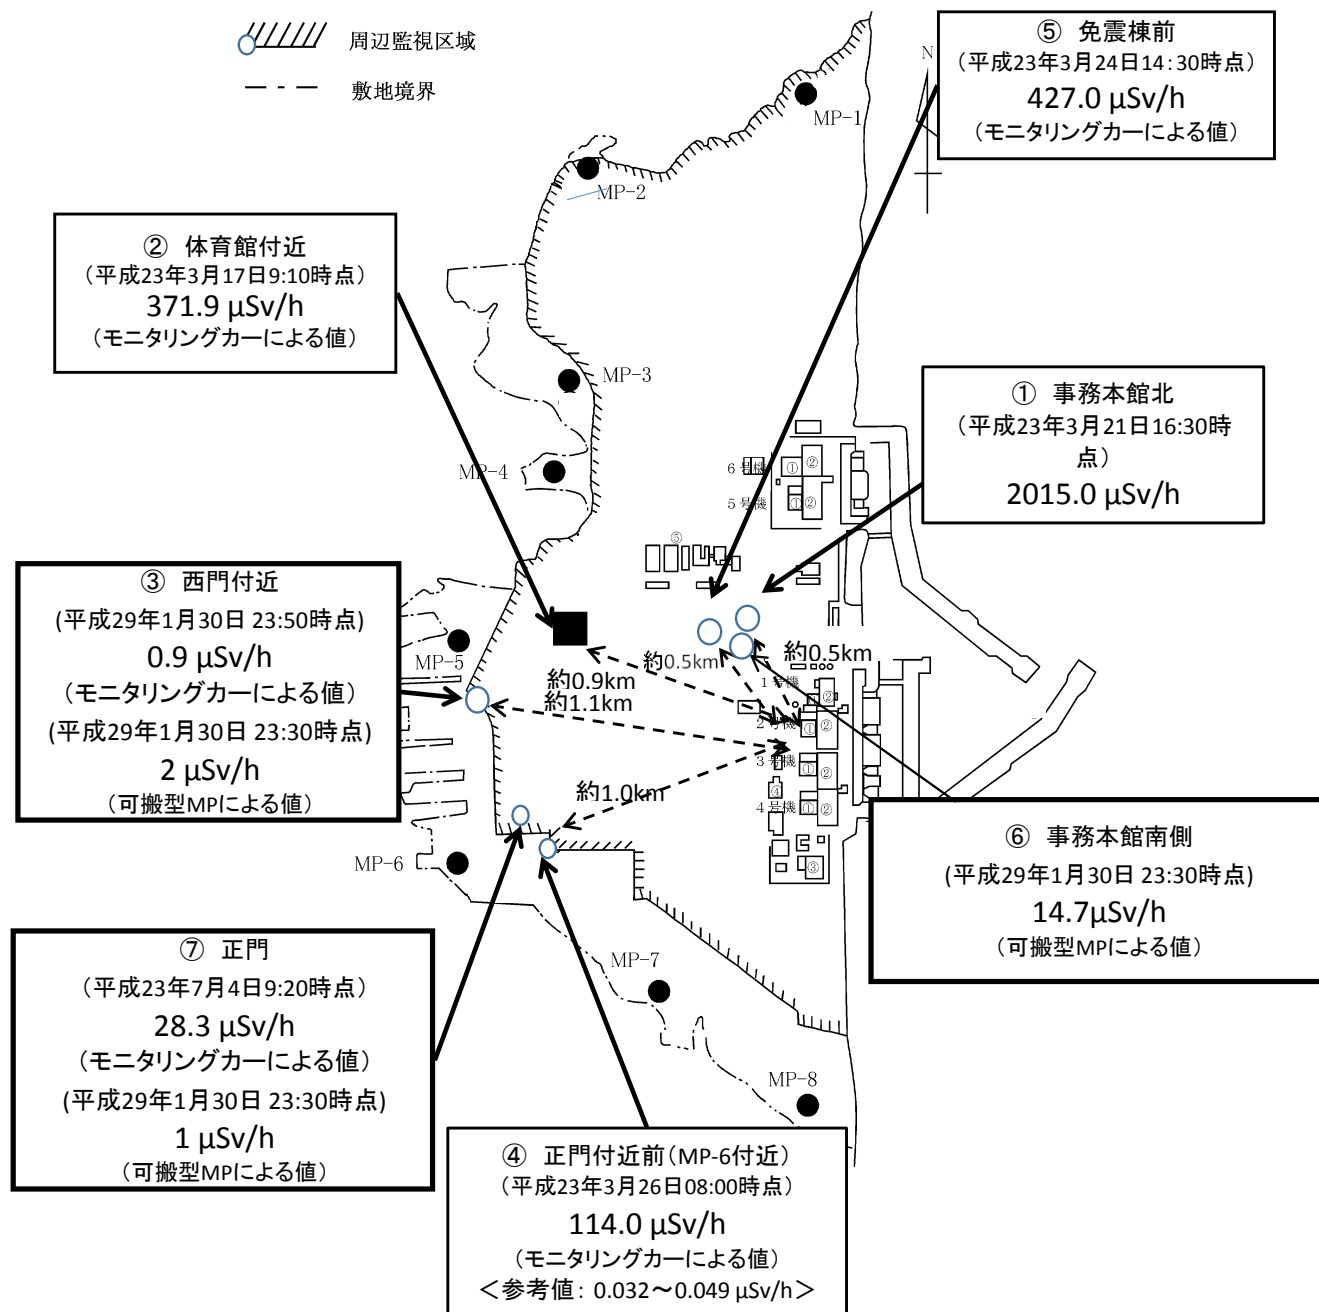 周辺監視区域
敷地境界
⑤ 免震棟前
(平成23年3月24日14:30時点)
427.0 μSv/h
(モニタリングカーによる値)
N
MP-1
MP-2
② 体育館付近
(平成23年3月17日9:10時点)
371.9 μSv/h
(モニタリングカーによる値)
MP-3
① 事務本館北
(平成23年3月21日16:30時
点)
2015.0 μSv/h
MP-4
6号機
① ②
5号機
① ②
⑤
③ 西門付近
(平成29年1月30日 23:50時点)
0.9 μSv/h
(モニタリングカーによる値)
(平成29年1月30日 23:30時点)
2 μSv/h
(可搬型MPによる値)
MP-5
約0.5km
約0.5km
約0.9km
約1.1km
1号機
②
2号機
① ②
3号機
① ②
④
約1.0km
4号機
① ②
③
MP-6
⑥ 事務本館南側
(平成29年1月30日 23:30時点)
14.7μSv/h
(可搬型MPによる値)
⑦ 正門
(平成23年7月4日9:20時点)
28.3 μSv/h
(モニタリングカーによる値)
(平成29年1月30日 23:30時点)
1 μSv/h
(可搬型MPによる値)
MP-7
MP-8
④ 正門付近前(MP-6付近)
(平成23年3月26日08:00時点)
114.0 μSv/h
(モニタリングカーによる値)
<参考値: 0.032～0.049 μSv/h>